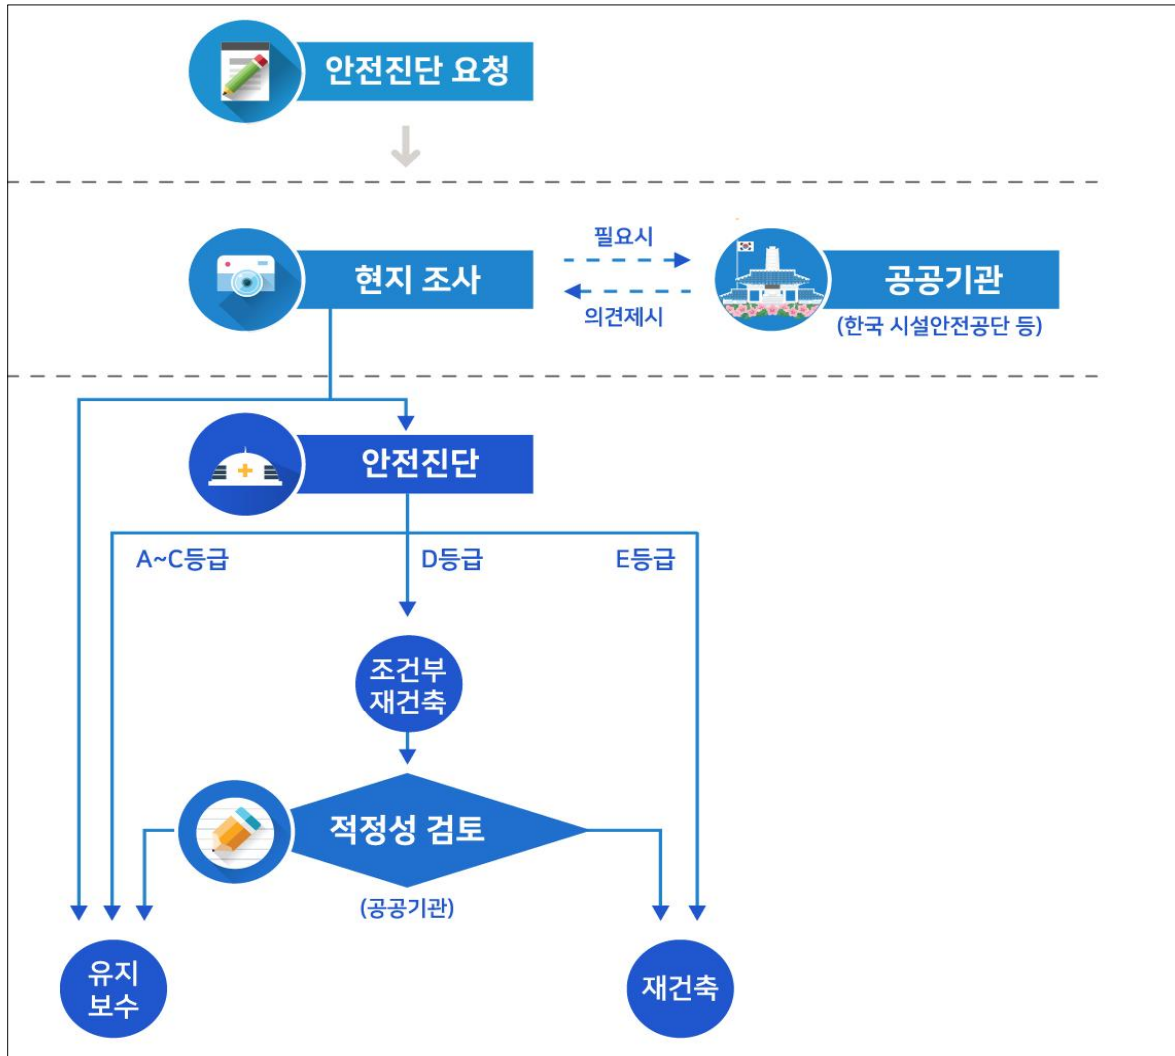 안전진단 요청
필요시
현지 조사
공공기관
의견제시
(한국 시설안전공단 등)
안전진단
A~C등급
D등급
E등급
조건부
재건축
적정성 검토
(공공기관)
유지
보수
재건축